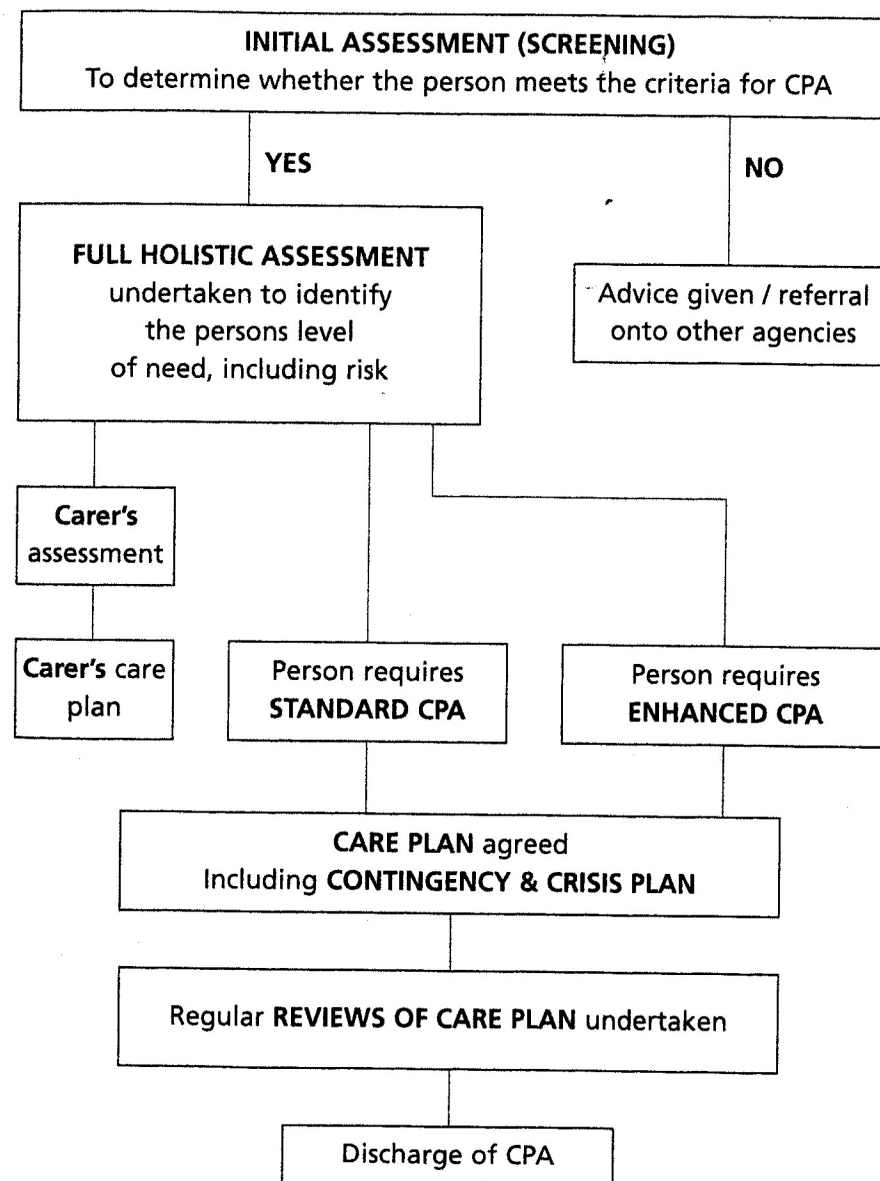 INITIAL ASSESSMENT (SCREENING)
To determine whether the person meets the criteria for CPA
YES
NO
FULL HOLISTIC ASSESSMENT
undertaken to identify
the persons level
of need, including risk
Advice given / referral
onto other agencies
Carer's
assessment
Carer's care
plan
Person requires
STANDARD CPA
Person requires
ENHANCED CPA
CARE PLAN agreed
Including CONTINGENCY & CRISIS PLAN
Regular REVIEWS OF CARE PLAN undertaken
Discharge of CPA